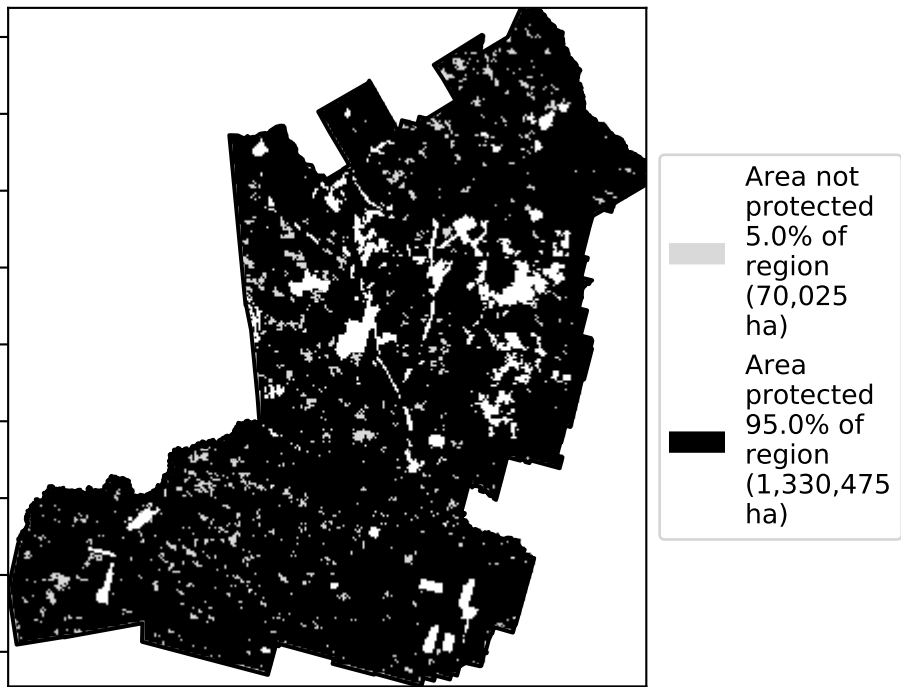 Area not
protected
5.0% of
region
(70,025
ha)
Area
protected
95.0% of
region
(1,330,475
ha)